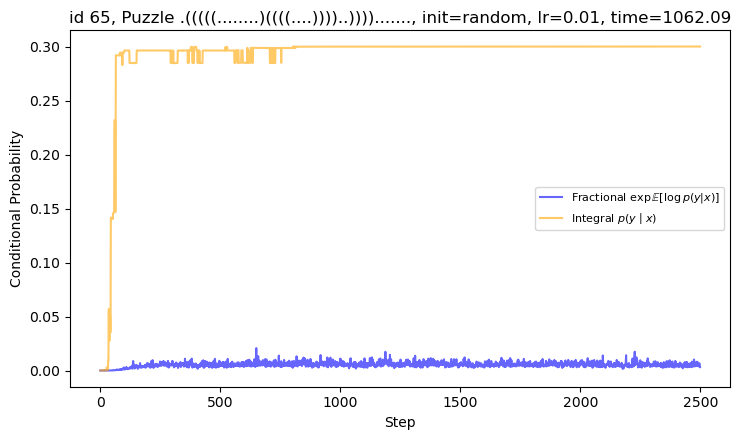 id 65, Puzzle .(((((........)((((....))))..))))......., init=random, lr=0.01, time=1062.09
0.30
0.25
0.20
0.15
0.10
0.05
0.00
Conditional Probability
Fractional exp𝔼[log p(y|x)]
Integral p(y | x)
0
500
1000
1500
2000
2500
Step